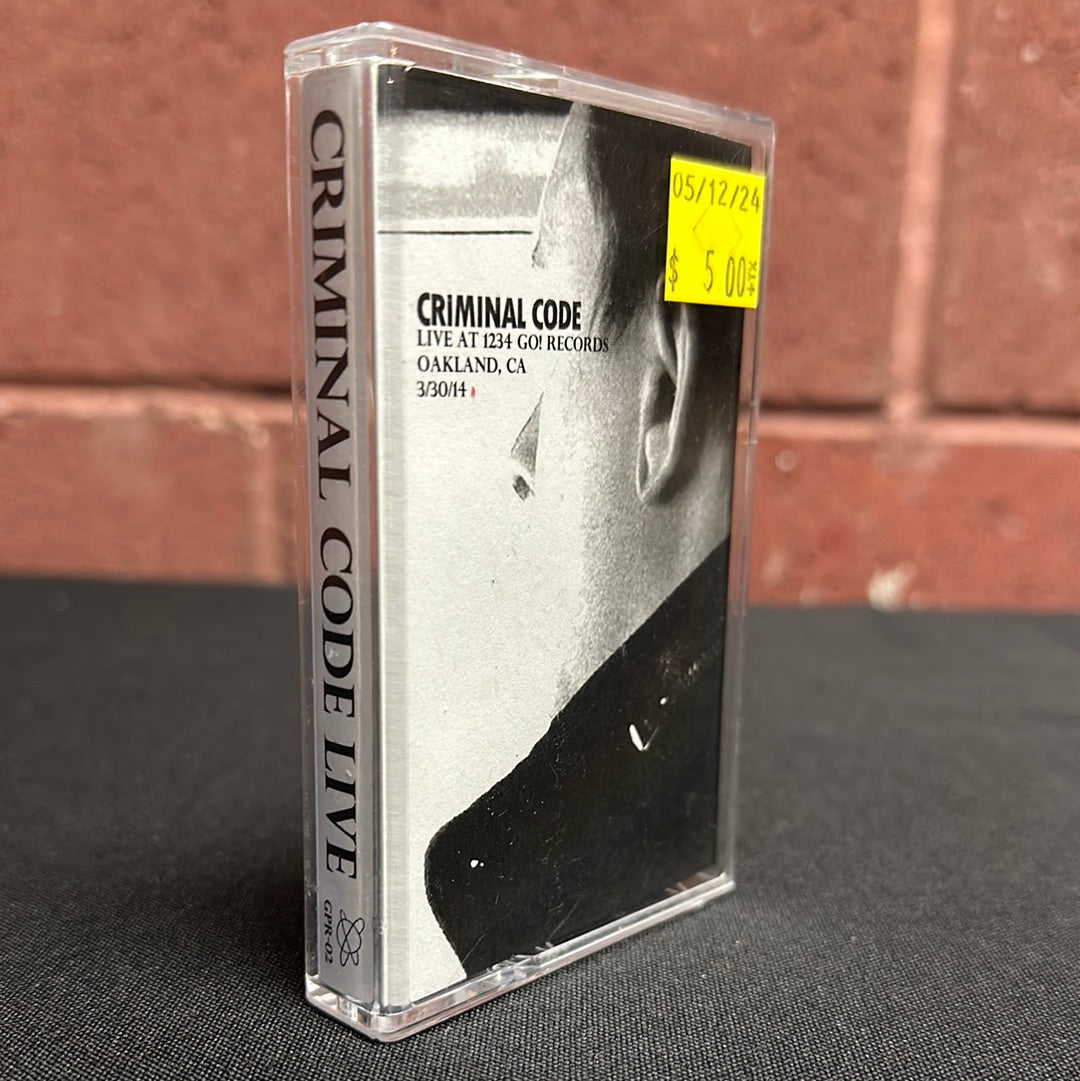 CRIMINAL CODE LIVE
GPR-02
CRiMINAL CODE
LIVE AT 1234 GO! RECORDS
OAKLAND, CA
3/30/14
05/12/24
$ 5.00